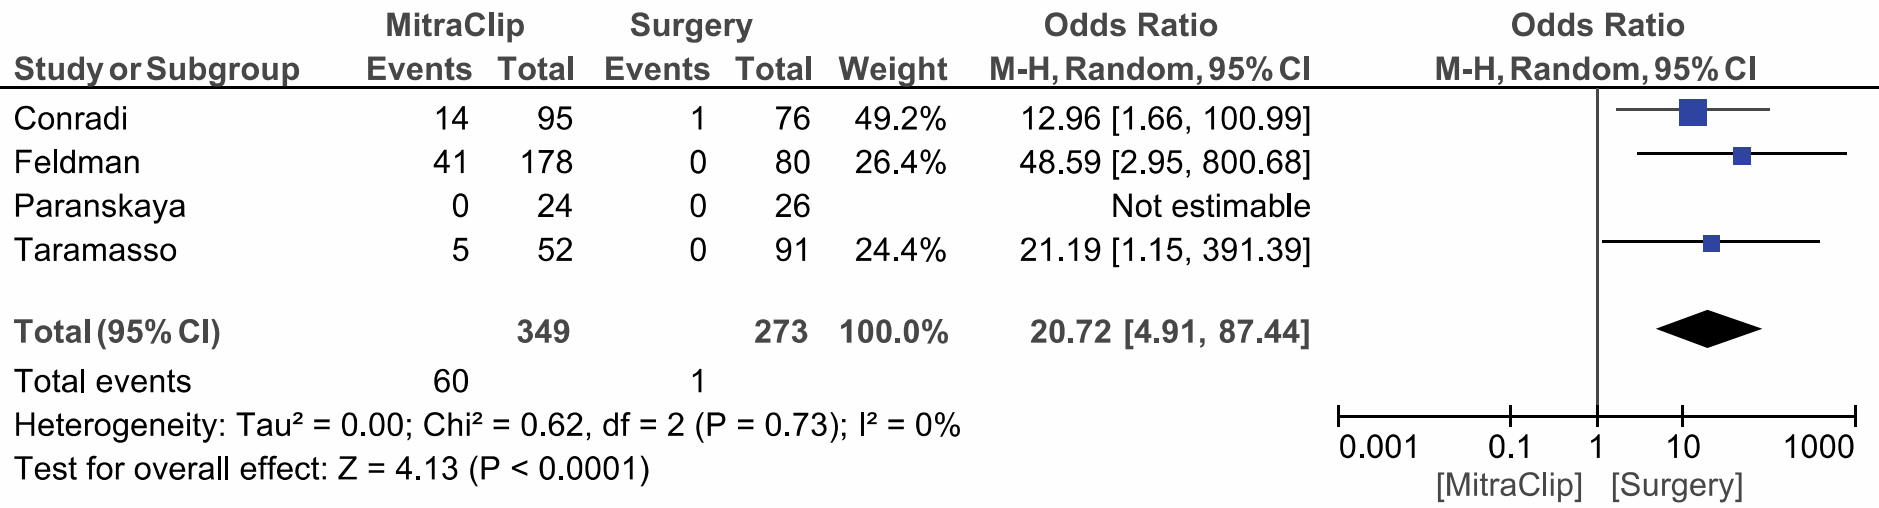 MitraClip Surgery Odds Ratio Odds Ratio
Study or Subgroup Events Total Events Total Weight M-H, Random, 95% CI M-H, Random, 95% CI
Conradi 14 95 1 76 49.2% 12.96 [1.66, 100.99]
Feldman 41 178 0 80 26.4% 48.59 [2.95, 800.68]
Paranskaya 0 24 0 26 Not estimable
Taramasso 5 52 0 91 24.4% 21.19 [1.15, 391.39]
Total (95% CI) 349 273 100.0% 20.72 [4.91, 87.44]
Total events 60 1
Heterogeneity: Tau² = 0.00; Chi² = 0.62, df = 2 (P = 0.73); I² = 0%
Test for overall effect: Z = 4.13 (P < 0.0001)
0.001 0.1 1 10 1000
[MitraClip] [Surgery]